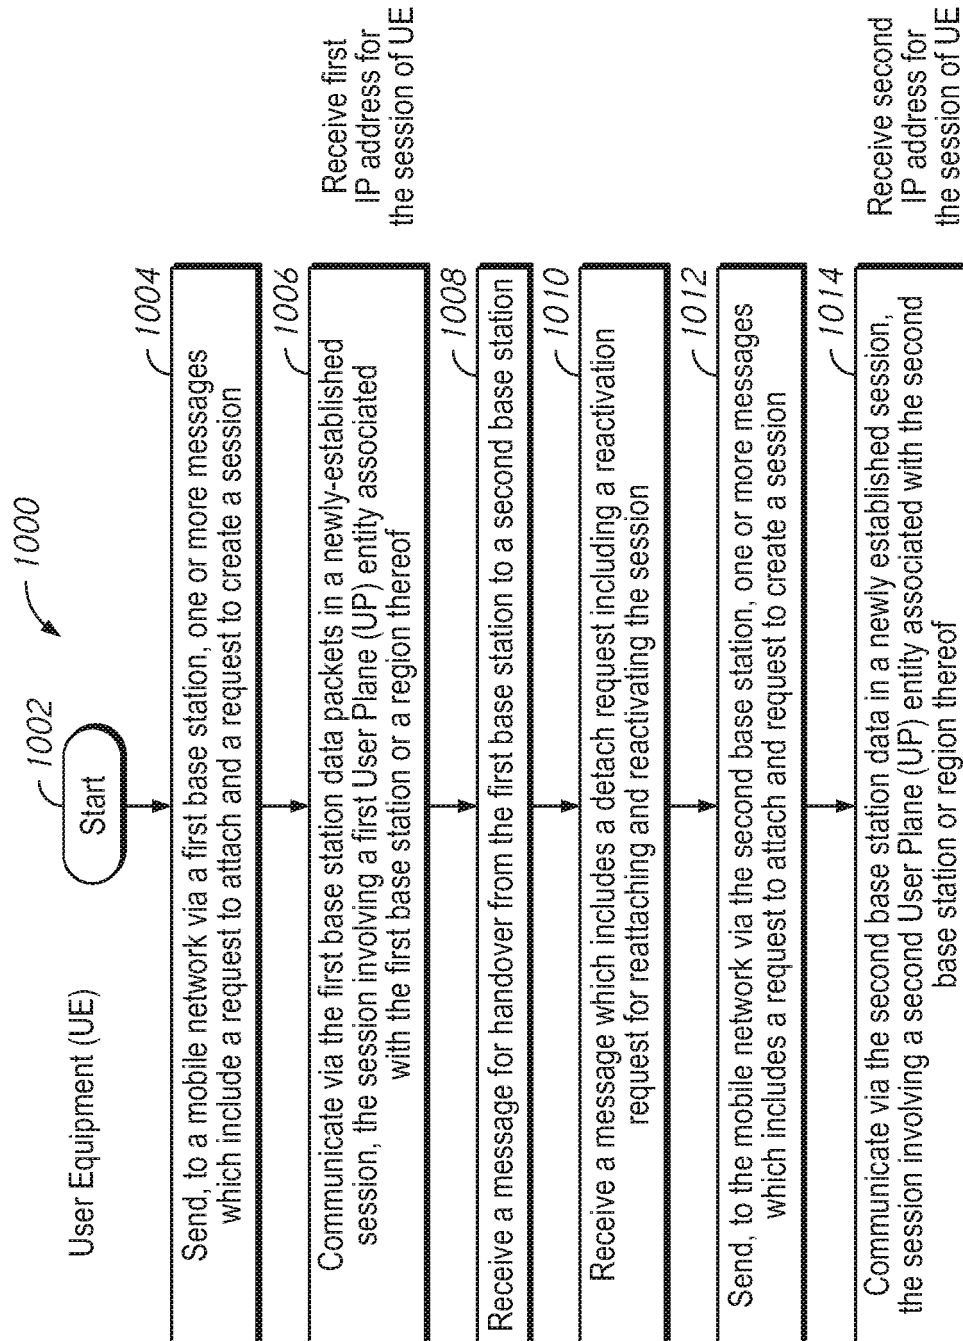 User Equipment (UE)
1000
1002
Start
1004
Send, to a mobile network via a first base station, one or more messages
which include a request to attach and a request to create a session
1006
Communicate via the first base station data packets in a newly-established
session, the session involving a first User Plane (UP) entity associated
with the first base station or a region thereof
Receive first
IP address for
the session of UE
1008
Receive a message for handover from the first base station to a second base station
1010
Receive a message which includes a detach request including a reactivation
request for reattaching and reactivating the session
1012
Send, to the mobile network via the second base station, one or more messages
which includes a request to attach and request to create a session
1014
Communicate via the second base station data in a newly established session,
the session involving a second User Plane (UP) entity associated with the second
base station or region thereof
Receive second
IP address for
the session of UE